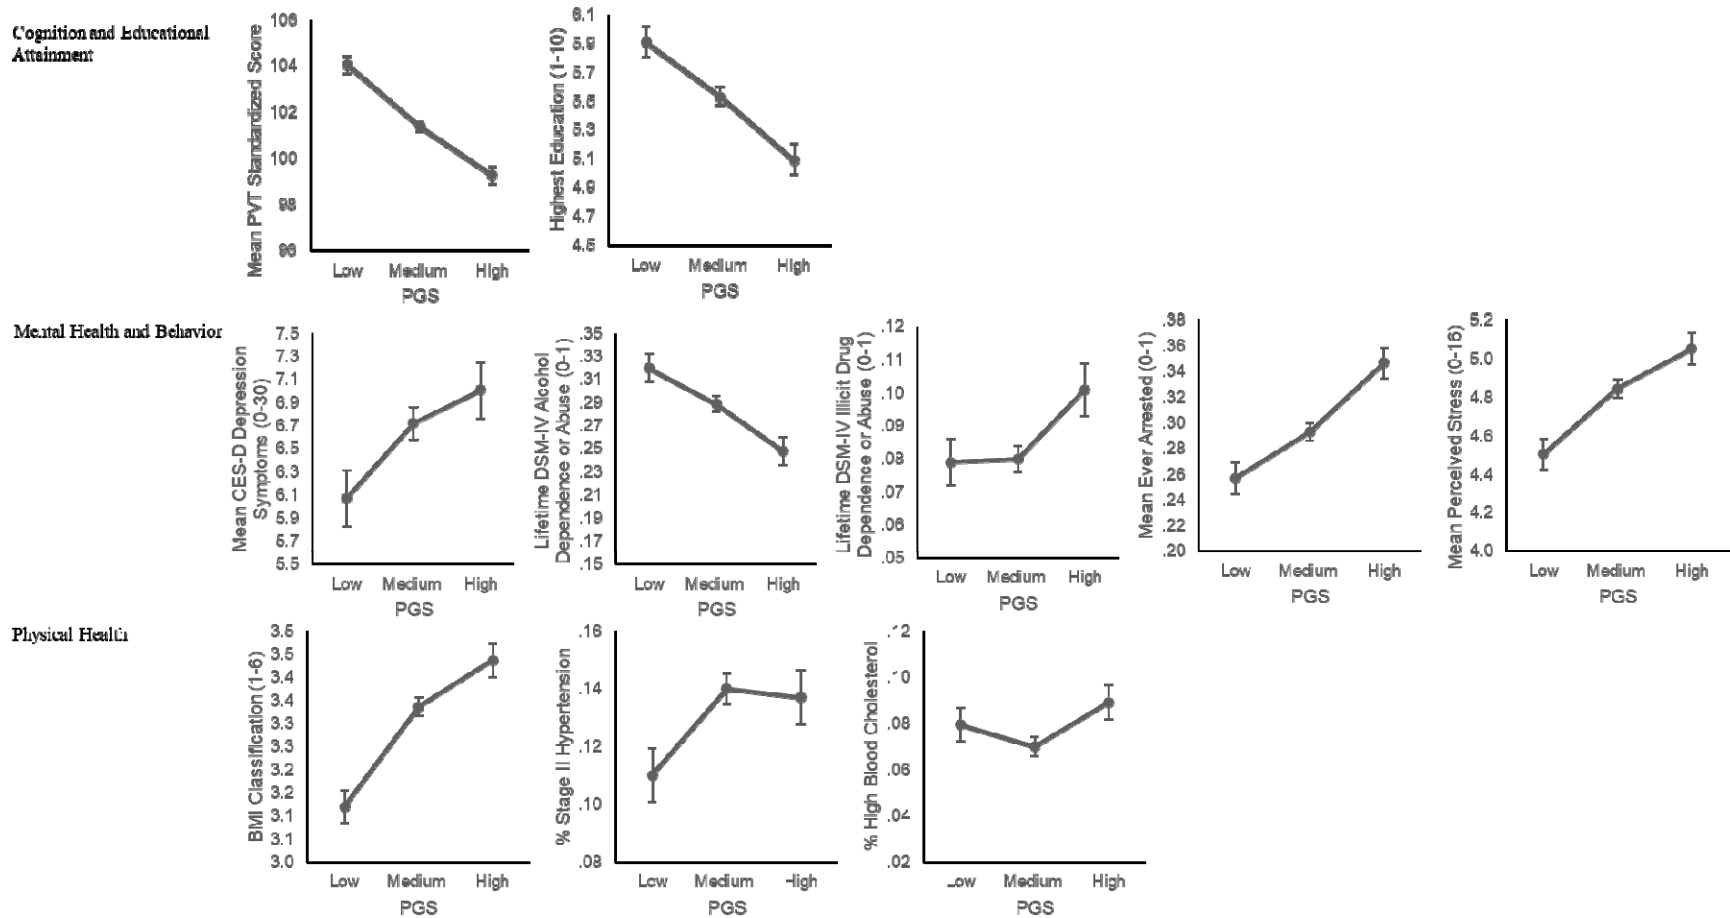 Cognition and Educational
Attainment
Mean PVT Standardized Score
106
104
102
100
98
96
Low Medium High
PGS
Highest Education (1-10)
6.1
5.9
5.7
5.5
5.3
5.1
4.9
4.7
4.5
Low Medium High
PGS
Mental Health and Behavior
Mean CES-D Depression
Symptoms (0-30)
7.5
7.3
7.1
6.9
6.7
6.5
6.3
6.1
5.9
5.7
5.5
Low Medium High
PGS
Lifetime DSM-IV Alcohol
Dependence or Abuse (0-1)
.35
.33
.31
.29
.27
.25
.23
.21
.19
.17
.15
Low Medium High
PGS
Lifetime DSM-IV Illicit Drug
Dependence or Abuse (0-1)
.12
.11
.10
.09
.08
.07
.06
.05
Low Medium High
PGS
Mean Ever Arrested (0-1)
.38
.36
.34
.32
.30
.28
.26
.24
.22
.20
Low Medium High
PGS
Mean Perceived Stress (0-16)
5.2
5.0
4.8
4.6
4.4
4.2
4.0
Low Medium High
PGS
Physical Health
BMI Classification (1-6)
3.5
3.5
3.4
3.4
3.3
3.3
3.2
3.2
3.1
3.1
3.0
Low Medium High
PGS
% Stage II Hypertension
.16
.14
.12
.10
.08
Low Medium High
PGS
% High Blood Cholesterol
.12
.10
.08
.06
.04
.02
Low Medium High
PGS